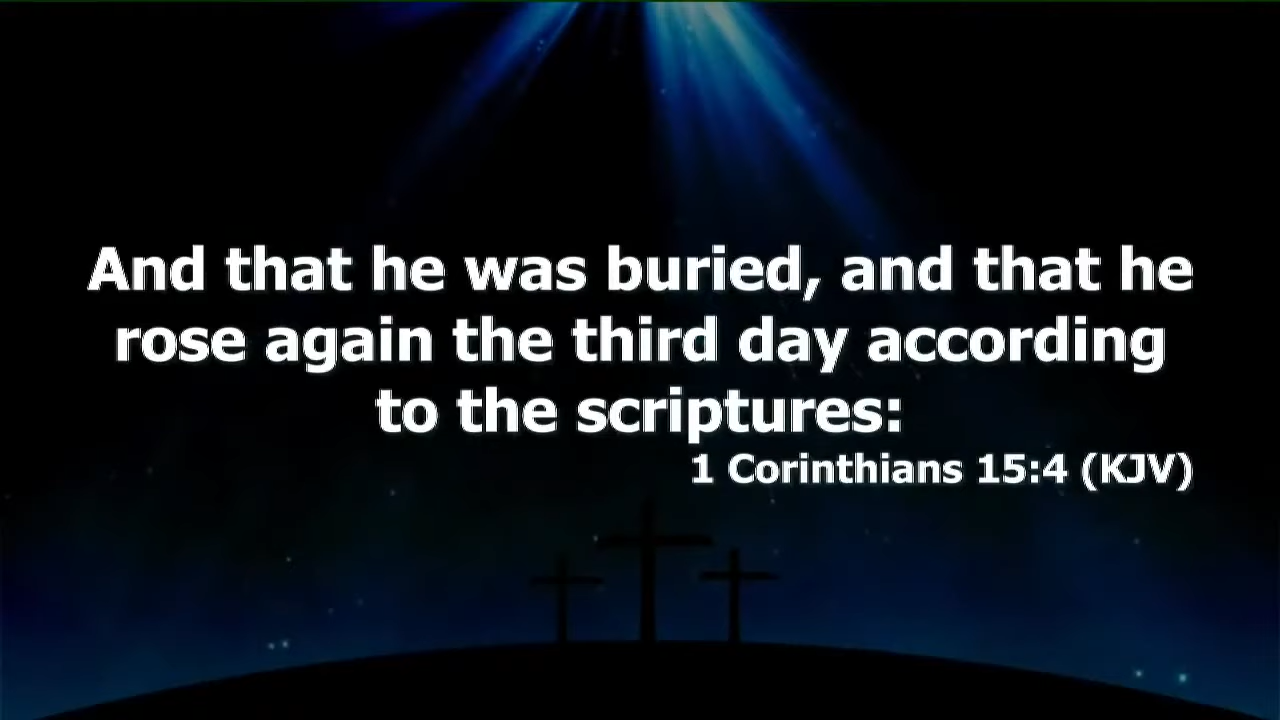 And that he was buried, and that he
rose again the third day according
to the scriptures:
1 Corinthians 15:4 (KJV)